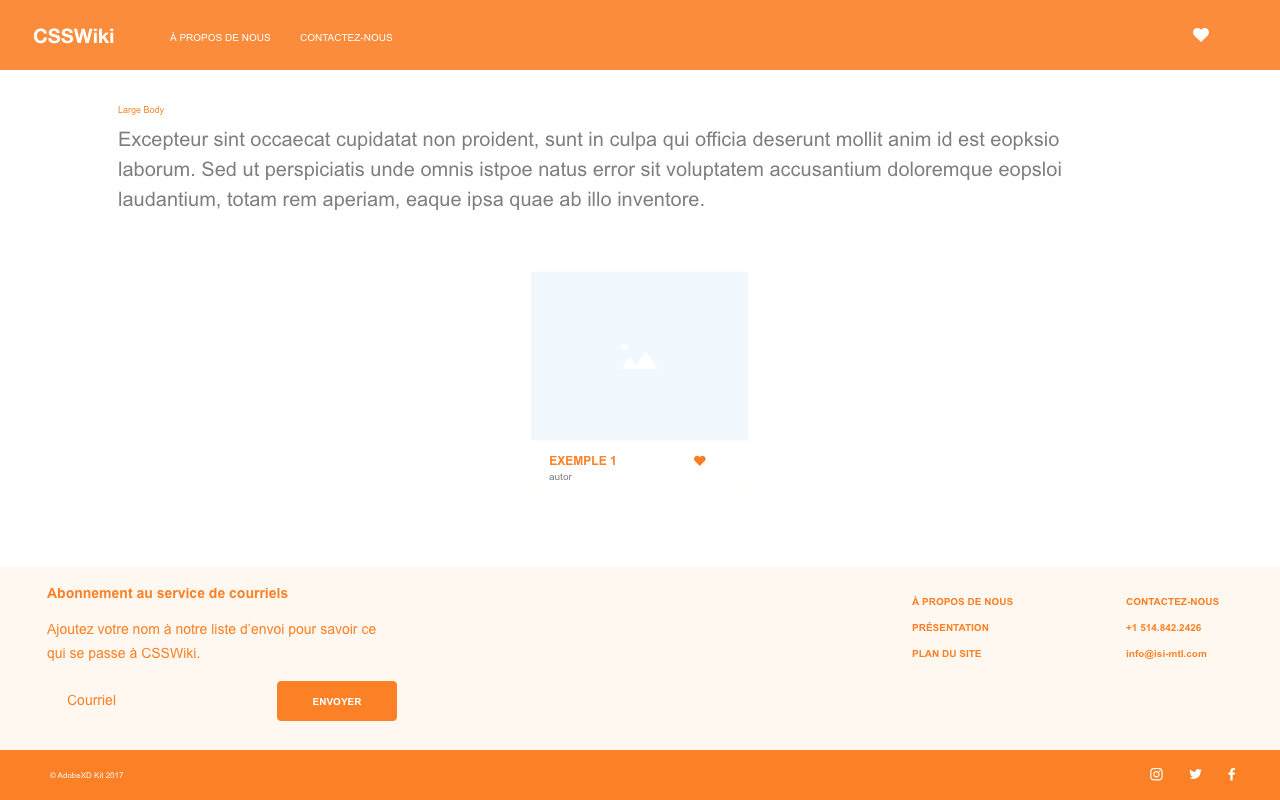 CSSWiki
À PROPOS DE NOUS
CONTACTEZ-NOUS
Large Body
Excepteur sint occaecat cupidatat non proident, sunt in culpa qui officia deserunt mollit anim id est eopksio
laborum. Sed ut perspiciatis unde omnis istpoe natus error sit voluptatem accusantium doloremque eopsloi
laudantium, totam rem aperiam, eaque ipsa quae ab illo inventore.
EXEMPLE 1
autor
Abonnement au service de courriels
Ajoutez votre nom à notre liste d´envoi pour savoir ce
qui se passe à CSSWiki.
Courriel
ENVOYER
À PROPOS DE NOUS
PRÉSENTATION
PLAN DU SITE
CONTACTEZ-NOUS
+1 514.842.2426
info@isi-mtl.com
© AdobeXD Kit 2017